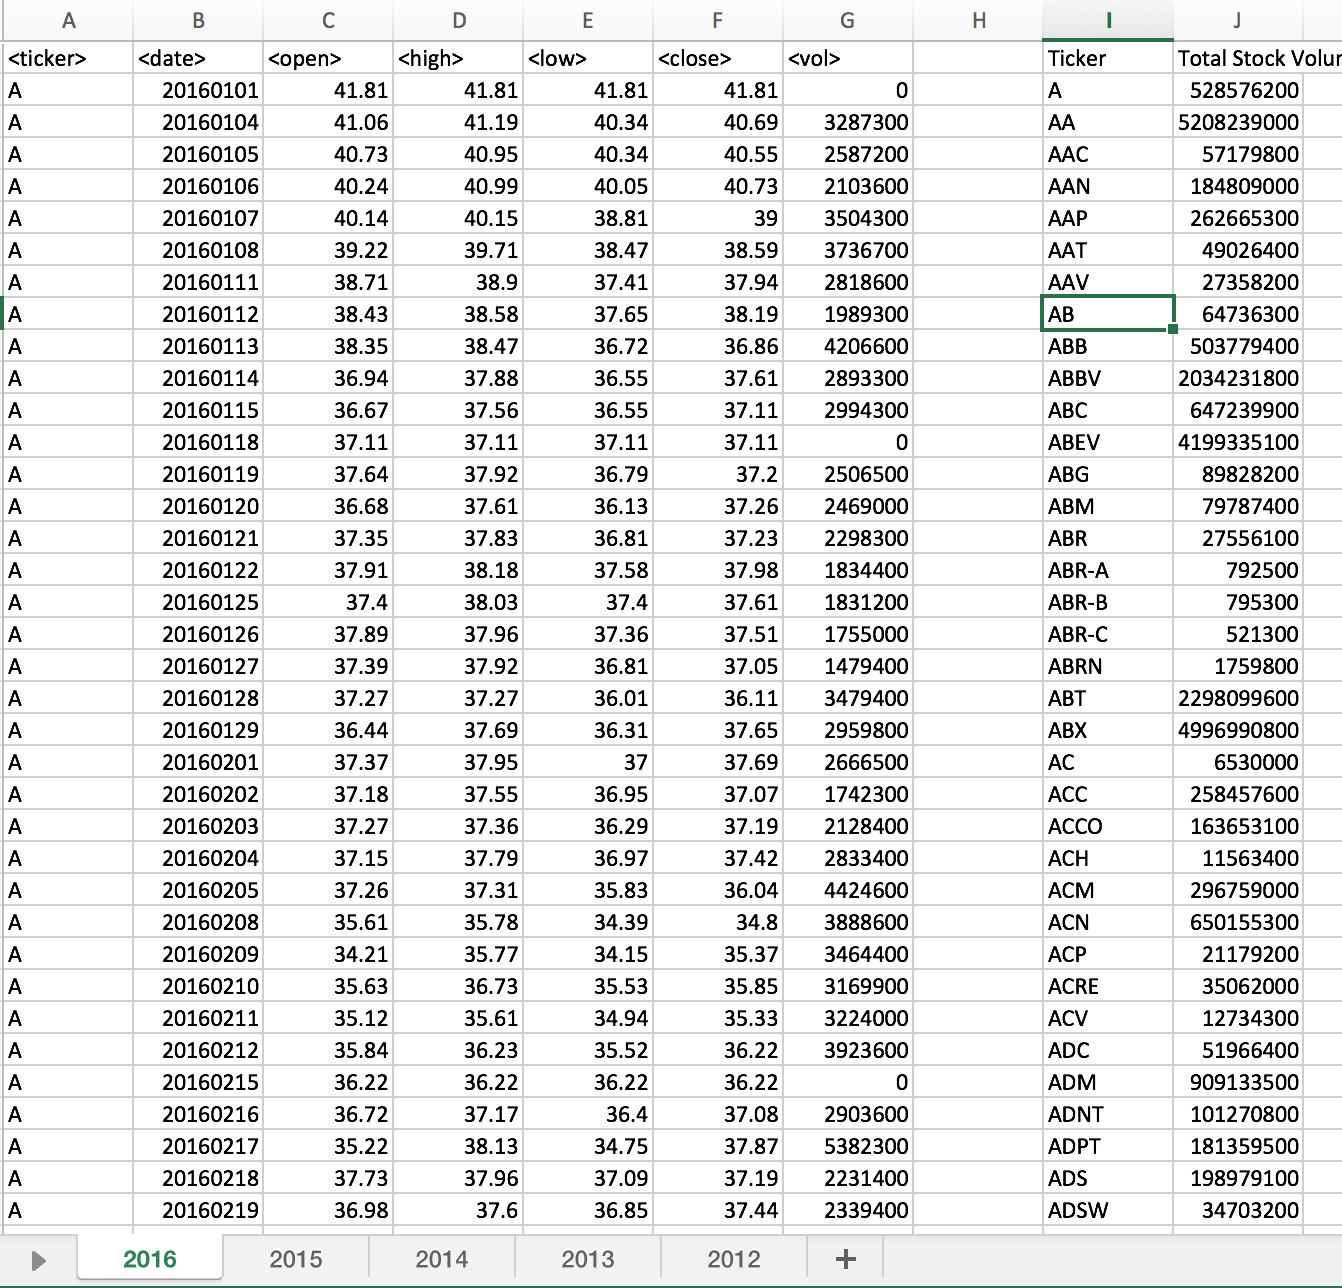 A B C D E F G H I J
<ticker> <date> <open> <high> <low> <close> <vol> Ticker Total Stock Volur
A 20160101 41.81 41.81 41.81 41.81 0 A 528576200
A 20160104 41.06 41.19 40.34 40.69 3287300 AA 5208239000
A 20160105 40.73 40.95 40.34 40.55 2587200 AAC 57179800
A 20160106 40.24 40.99 40.05 40.73 2103600 AAN 184809000
A 20160107 40.14 40.15 38.81 39 3504300 AAP 262665300
A 20160108 39.22 39.71 38.47 38.59 3736700 AAT 49026400
A 20160111 38.71 38.9 37.41 37.94 2818600 AAV 27358200
A 20160112 38.43 38.58 37.65 38.19 1989300 AB 64736300
A 20160113 38.35 38.47 36.72 36.86 4206600 ABB 503779400
A 20160114 36.94 37.88 36.55 37.61 2893300 ABBV 2034231800
A 20160115 36.67 37.56 36.55 37.11 2994300 ABC 647239900
A 20160118 37.11 37.11 37.11 37.11 0 ABEV 4199335100
A 20160119 37.64 37.92 36.79 37.2 2506500 ABG 89828200
A 20160120 36.68 37.61 36.13 37.26 2469000 ABM 79787400
A 20160121 37.35 37.83 36.81 37.23 2298300 ABR 27556100
A 20160122 37.91 38.18 37.58 37.98 1834400 ABR-A 792500
A 20160125 37.4 38.03 37.4 37.61 1831200 ABR-B 795300
A 20160126 37.89 37.96 37.36 37.51 1755000 ABR-C 521300
A 20160127 37.39 37.92 36.81 37.05 1479400 ABRN 1759800
A 20160128 37.27 37.27 36.01 36.11 3479400 ABT 2298099600
A 20160129 36.44 37.69 36.31 37.65 2959800 ABX 4996990800
A 20160201 37.37 37.95 37 37.69 2666500 AC 6530000
A 20160202 37.18 37.55 36.95 37.07 1742300 ACC 258457600
A 20160203 37.27 37.36 36.29 37.19 2128400 ACCO 163653100
A 20160204 37.15 37.79 36.97 37.42 2833400 ACH 11563400
A 20160205 37.26 37.31 35.83 36.04 4424600 ACM 296759000
A 20160208 35.61 35.78 34.39 34.8 3888600 ACN 650155300
A 20160209 34.21 35.77 34.15 35.37 3464400 ACP 21179200
A 20160210 35.63 36.73 35.53 35.85 3169900 ACRE 35062000
A 20160211 35.12 35.61 34.94 35.33 3224000 ACV 12734300
A 20160212 35.84 36.23 35.52 36.22 3923600 ADC 51966400
A 20160215 36.22 36.22 36.22 36.22 0 ADM 909133500
A 20160216 36.72 37.17 36.4 37.08 2903600 ADNT 101270800
A 20160217 35.22 38.13 34.75 37.87 5382300 ADPT 181359500
A 20160218 37.73 37.96 37.09 37.19 2231400 ADS 198979100
A 20160219 36.98 37.6 36.85 37.44 2339400 ADSW 34703200
2016 2015 2014 2013 2012 +